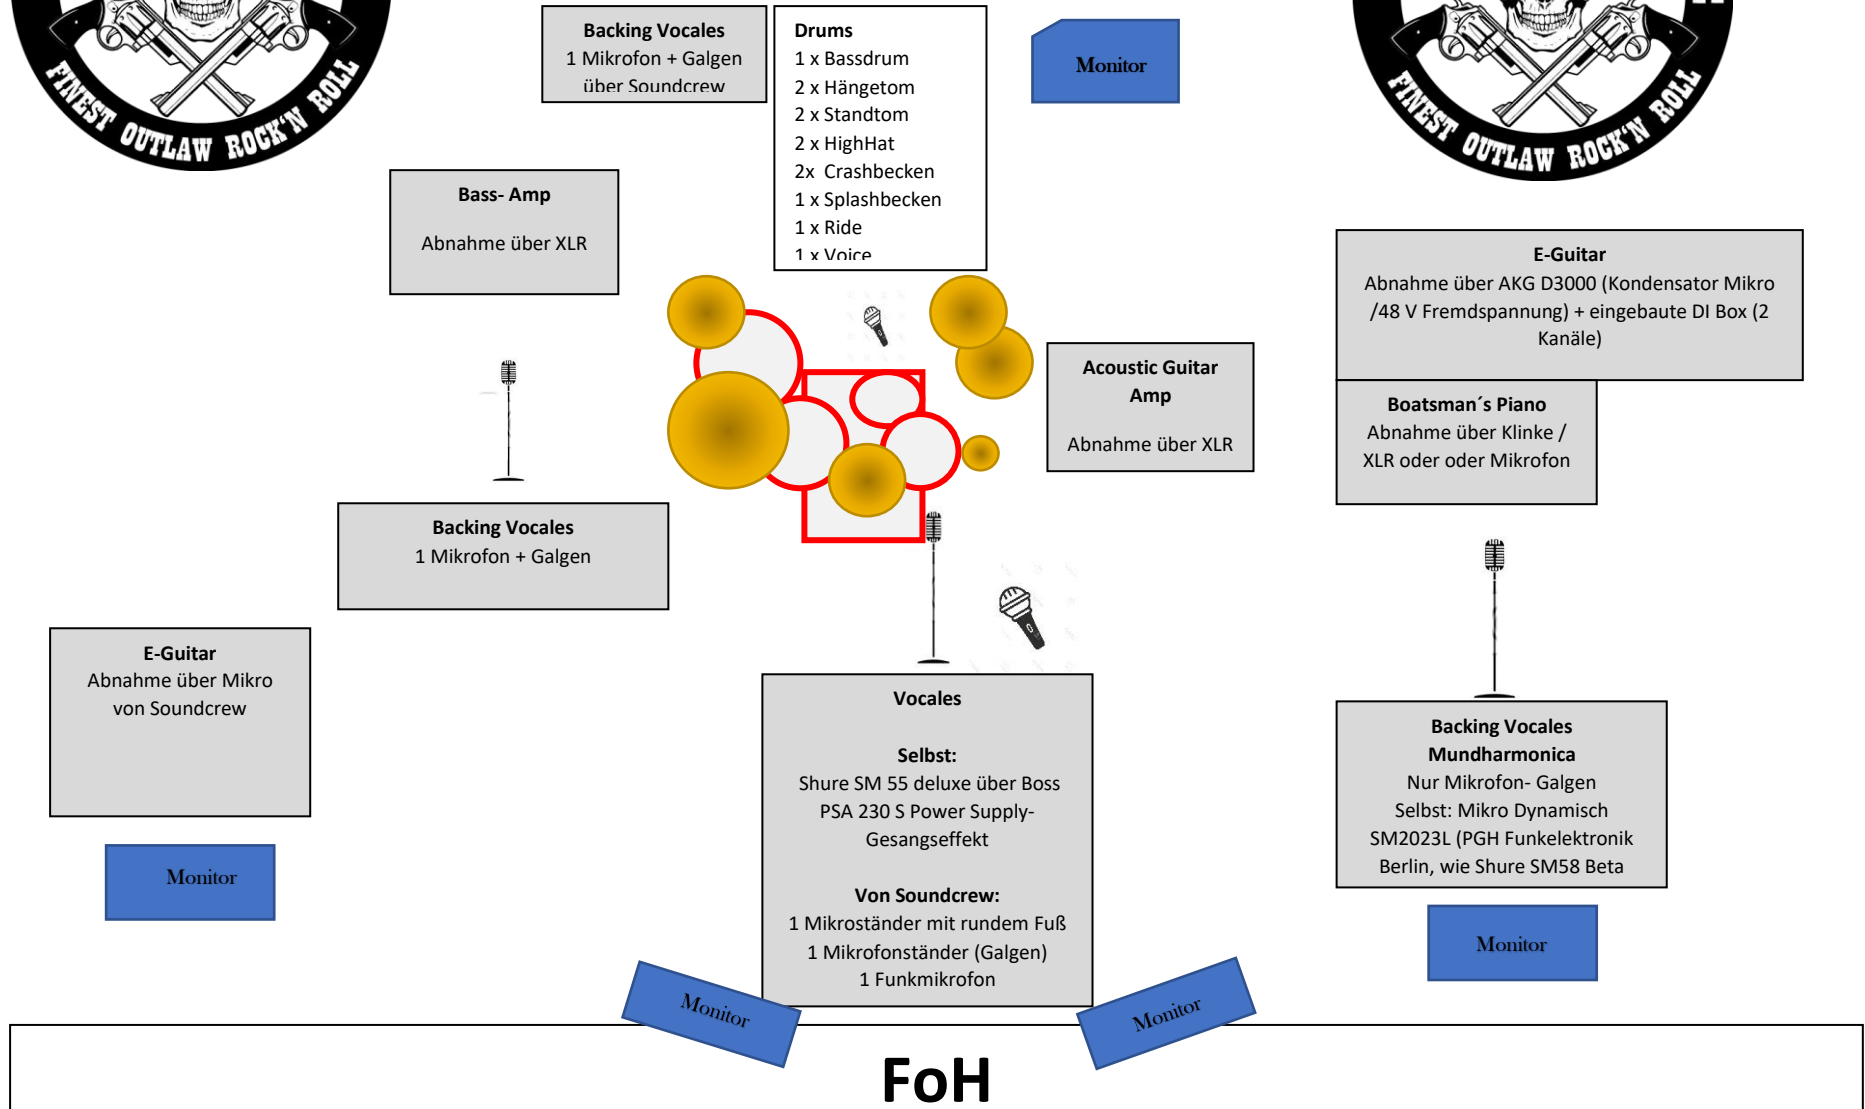 FINEST OUTLAW ROCK'N ROLL
Backing Vocales
1 Mikrofon + Galgen
über Soundcrew
Drums
1 x Bassdrum
2 x Hängetom
2 x Standtom
2 x HighHat
2x  Crashbecken
1 x Splashbecken
1 x Ride
1 x Voice
Monitor
FINEST OUTLAW ROCK'N ROLL
Bass- Amp
Abnahme über XLR
E-Guitar
Abnahme über AKG D3000 (Kondensator Mikro
/48 V Fremdspannung) + eingebaute DI Box (2
Kanäle)
Acoustic Guitar
Amp
Abnahme über XLR
Boatsman´s Piano
Abnahme über Klinke /
XLR oder oder Mikrofon
Backing Vocales
1 Mikrofon + Galgen
E-Guitar
Abnahme über Mikro
von Soundcrew
Monitor
Vocales
Selbst:
Shure SM 55 deluxe über Boss
PSA 230 S Power Supply-
Gesangseffekt
Von Soundcrew:
1 Mikroständer mit rundem Fuß
1 Mikrofonständer (Galgen)
1 Funkmikrofon
Backing Vocales
Mundharmonica
Nur Mikrofon- Galgen
Selbst: Mikro Dynamisch
SM2023L (PGH Funkelektronik
Berlin, wie Shure SM58 Beta
Monitor
Monitor
Monitor
FoH